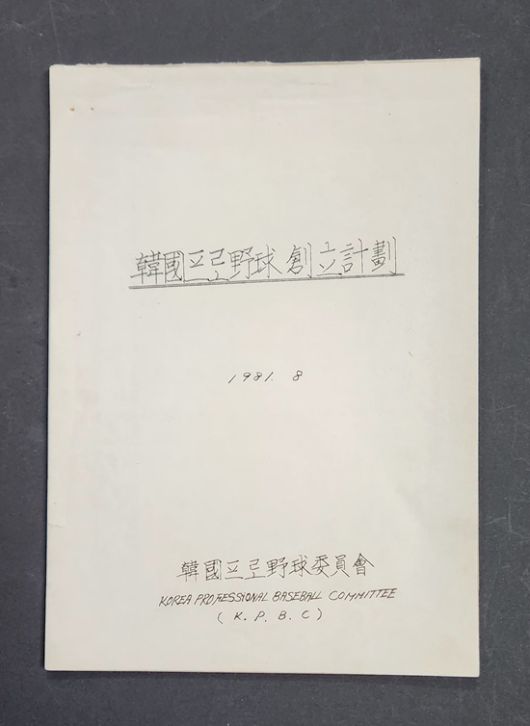 韓國프로野球創立計劃
1981. 8
韓國프로野球委員會
KOREA PROFESSIONAL BASEBALL COMMITTEE
( K. P. B. C )